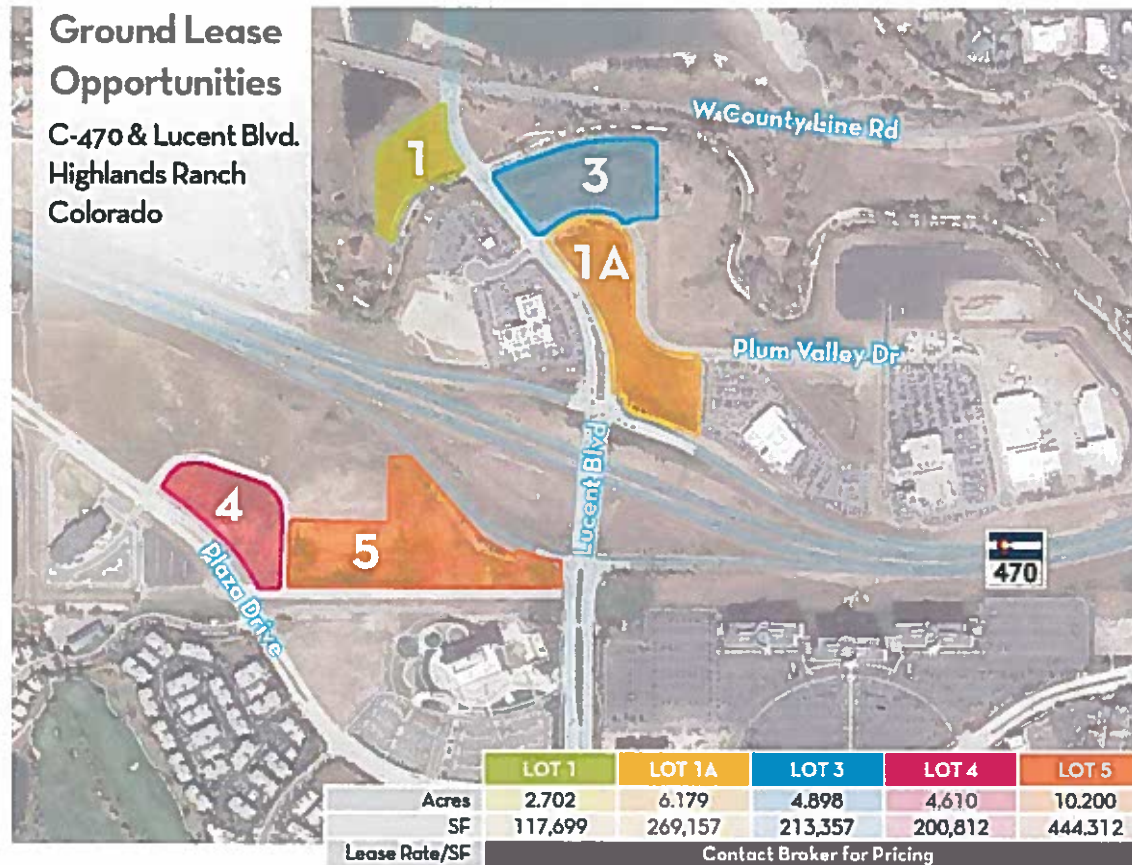 Ground Lease
Opportunities
C-470 & Lucent Blvd.
Highlands Ranch
Colorado
W. County Line Rd
1
3
1A
Plum Valley Dr
Lucent Blvd
4
5
Plaza Drive
470
LOT 1 LOT 1A LOT 3 LOT 4 LOT 5
Acres 2.702 6.179 4.898 4,610 10.200
SF 117,699 269,157 213,357 200,812 444.312
Lease Rate/SF Contact Broker for Pricing